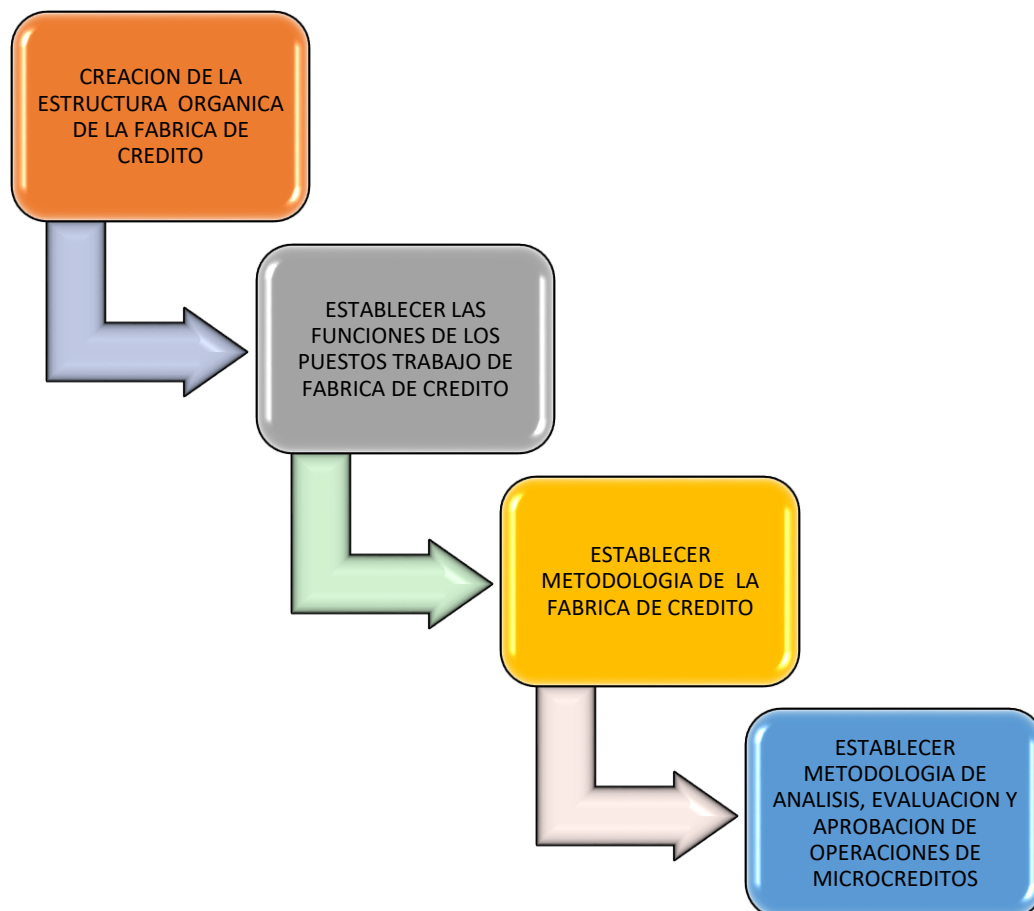 CREACION DE LA
ESTRUCTURA ORGANICA
DE LA FABRICA DE
CREDITO
ESTABLECER LAS
FUNCIONES DE LOS
PUESTOS TRABAJO DE
FABRICA DE CREDITO
ESTABLECER
METODOLOGIA DE LA
FABRICA DE CREDITO
ESTABLECER
METODOLOGIA DE
ANALISIS, EVALUACION Y
APROBACION DE
OPERACIONES DE
MICROCREDITOS